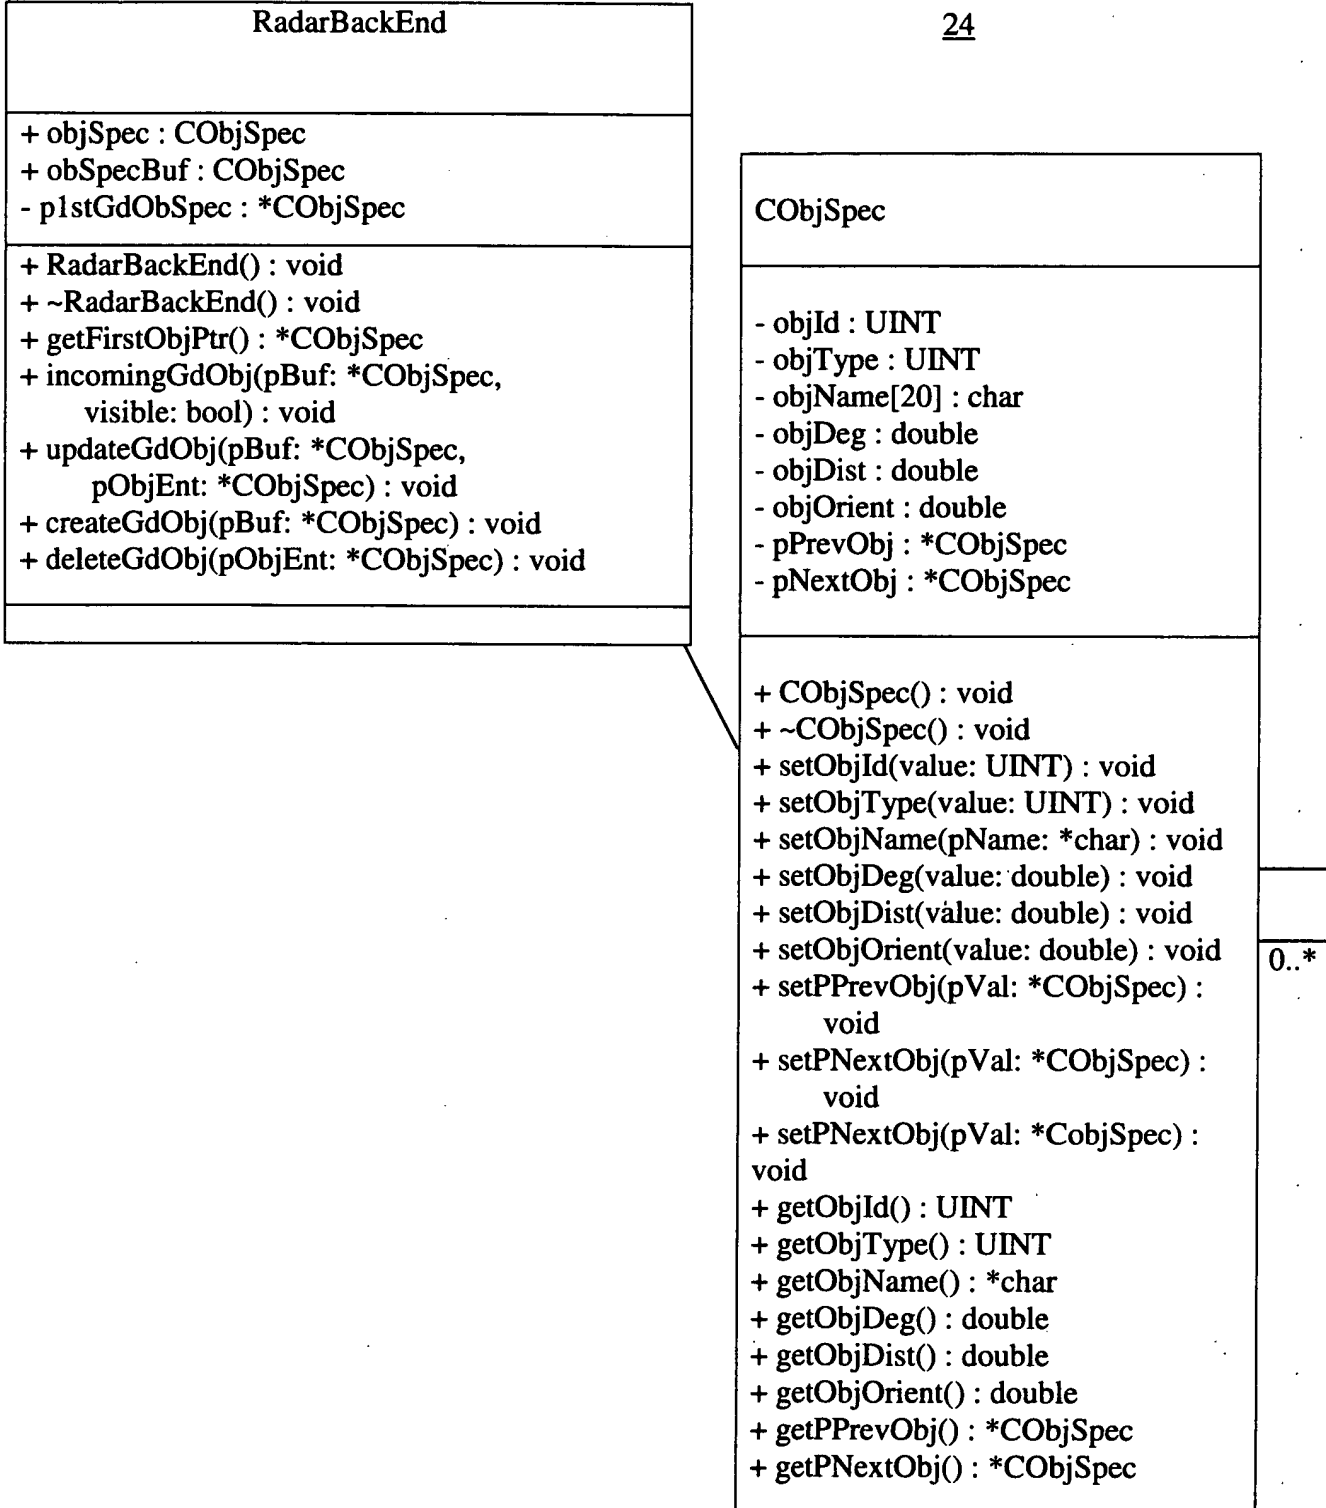 RadarBackEnd
24
+ objSpec : CObjSpec
+ obSpecBuf : CObjSpec
- p1stGdObSpec : *CObjSpec
+ RadarBackEnd() : void
+ ~RadarBackEnd() : void
+ getFirstObjPtr() : *CObjSpec
+ incomingGdObj(pBuf: *CObjSpec,
visible: bool) : void
+ updateGdObj(pBuf: *CObjSpec,
pObjEnt: *CObjSpec) : void
+ createGdObj(pBuf: *CObjSpec) : void
+ deleteGdObj(pObjEnt: *CObjSpec) : void
CObjSpec
- objId : UINT
- objType : UINT
- objName[20] : char
- objDeg : double
- objDist : double
- objOrient : double
- pPrevObj : *CObjSpec
- pNextObj : *CObjSpec
+ CObjSpec() : void
+ ~CObjSpec() : void
+ setObjId(value: UINT) : void
+ setObjType(value: UINT) : void
+ setObjName(pName: *char) : void
+ setObjDeg(value: double) : void
+ setObjDist(value: double) : void
+ setObjOrient(value: double) : void
0..*
+ setPPrevObj(pVal: *CObjSpec) :
void
+ setPNextObj(pVal: *CObjSpec) :
void
+ setPNextObj(pVal: *CobjSpec) :
void
+ getObjId() : UINT
+ getObjType() : UINT
+ getObjName() : *char
+ getObjDeg() : double
+ getObjDist() : double
+ getObjOrient() : double
+ getPPrevObj() : *CObjSpec
+ getPNextObj() : *CObjSpec